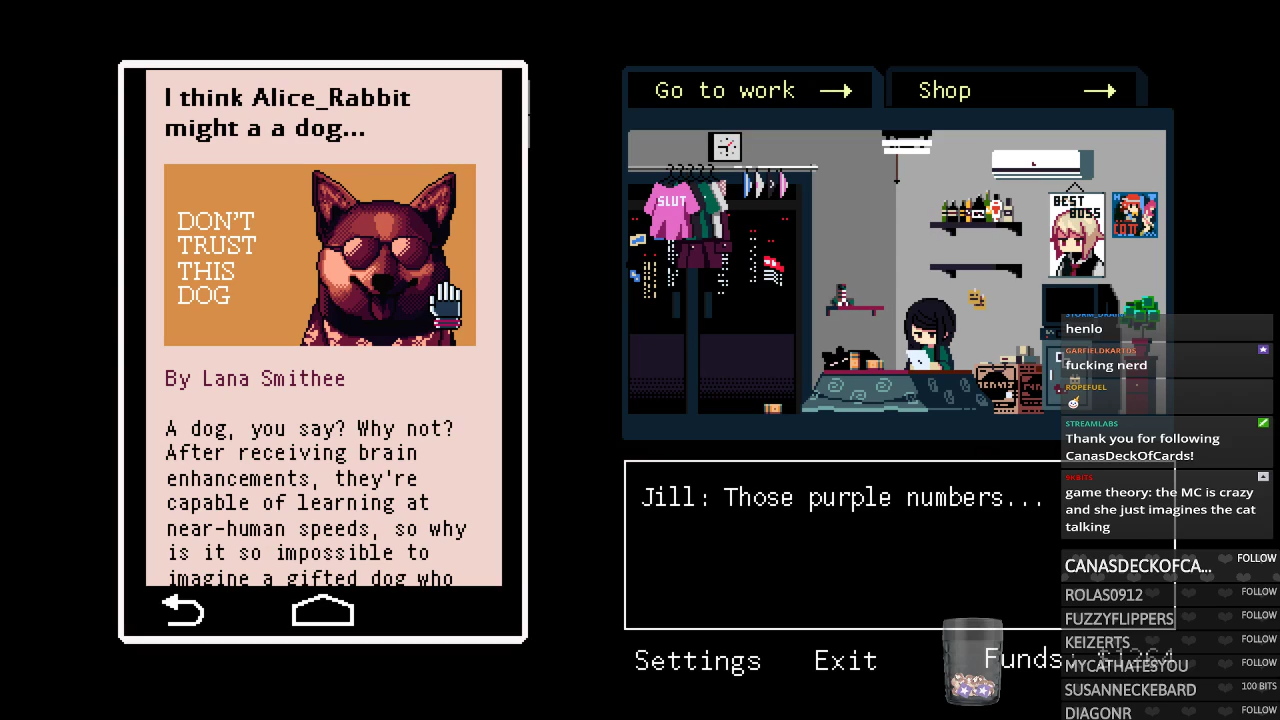 I think Alice_Rabbit
might a a dog...
DON'T
TRUST
THIS
DOG
By Lana Smithee
A dog, you say? Why not?
After receiving brain
enhancements, they're
capable of learning at
near-human speeds, so why
is it so impossible to
imagine a gifted dog who
Go to work
Shop
SLUT
BEST
BOSS
Jill: Those purple numbers...
Settings
Exit
Funds:
henlo
GARFIELDKARTOS
fucking nerd
ROPEFUEL
STREAMLABS
Thank you for following
CanasDeckOfCards!
game theory: the MC is crazy
and she just imagines the cat
talking
CANASDECKOFCA... FOLLOW
ROLAS0912 FOLLOW
FUZZYFLIPPERS FOLLOW
KEIZERTS FOLLOW
MYCATHATESYOU FOLLOW
SUSANNECKEBARD 100 BITS
DIAGONR FOLLOW